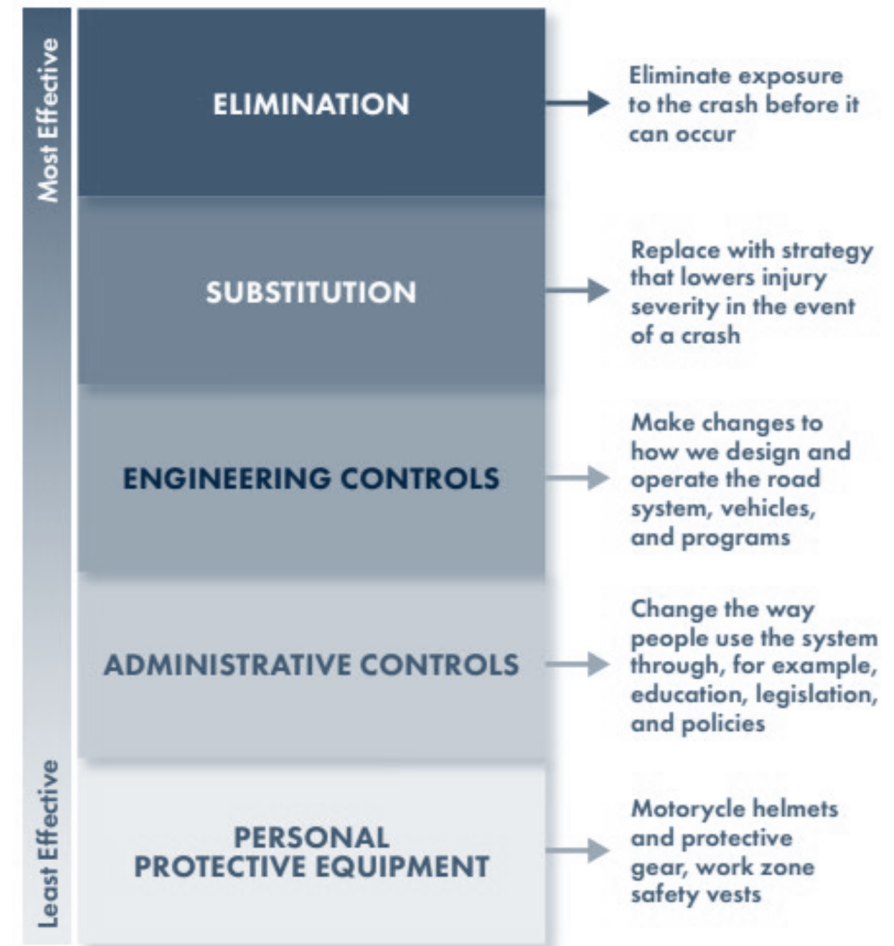 Most Effective
ELIMINATION
Eliminate exposure
to the crash before it
can occur
SUBSTITUTION
Replace with strategy
that lowers injury
severity in the event
of a crash
ENGINEERING CONTROLS
Make changes to
how we design and
operate the road
system, vehicles,
and programs
ADMINISTRATIVE CONTROLS
Change the way
people use the system
through, for example,
education, legislation,
and policies
Least Effective
PERSONAL
PROTECTIVE EQUIPMENT
Motorycle helmets
and protective
gear, work zone
safety vests